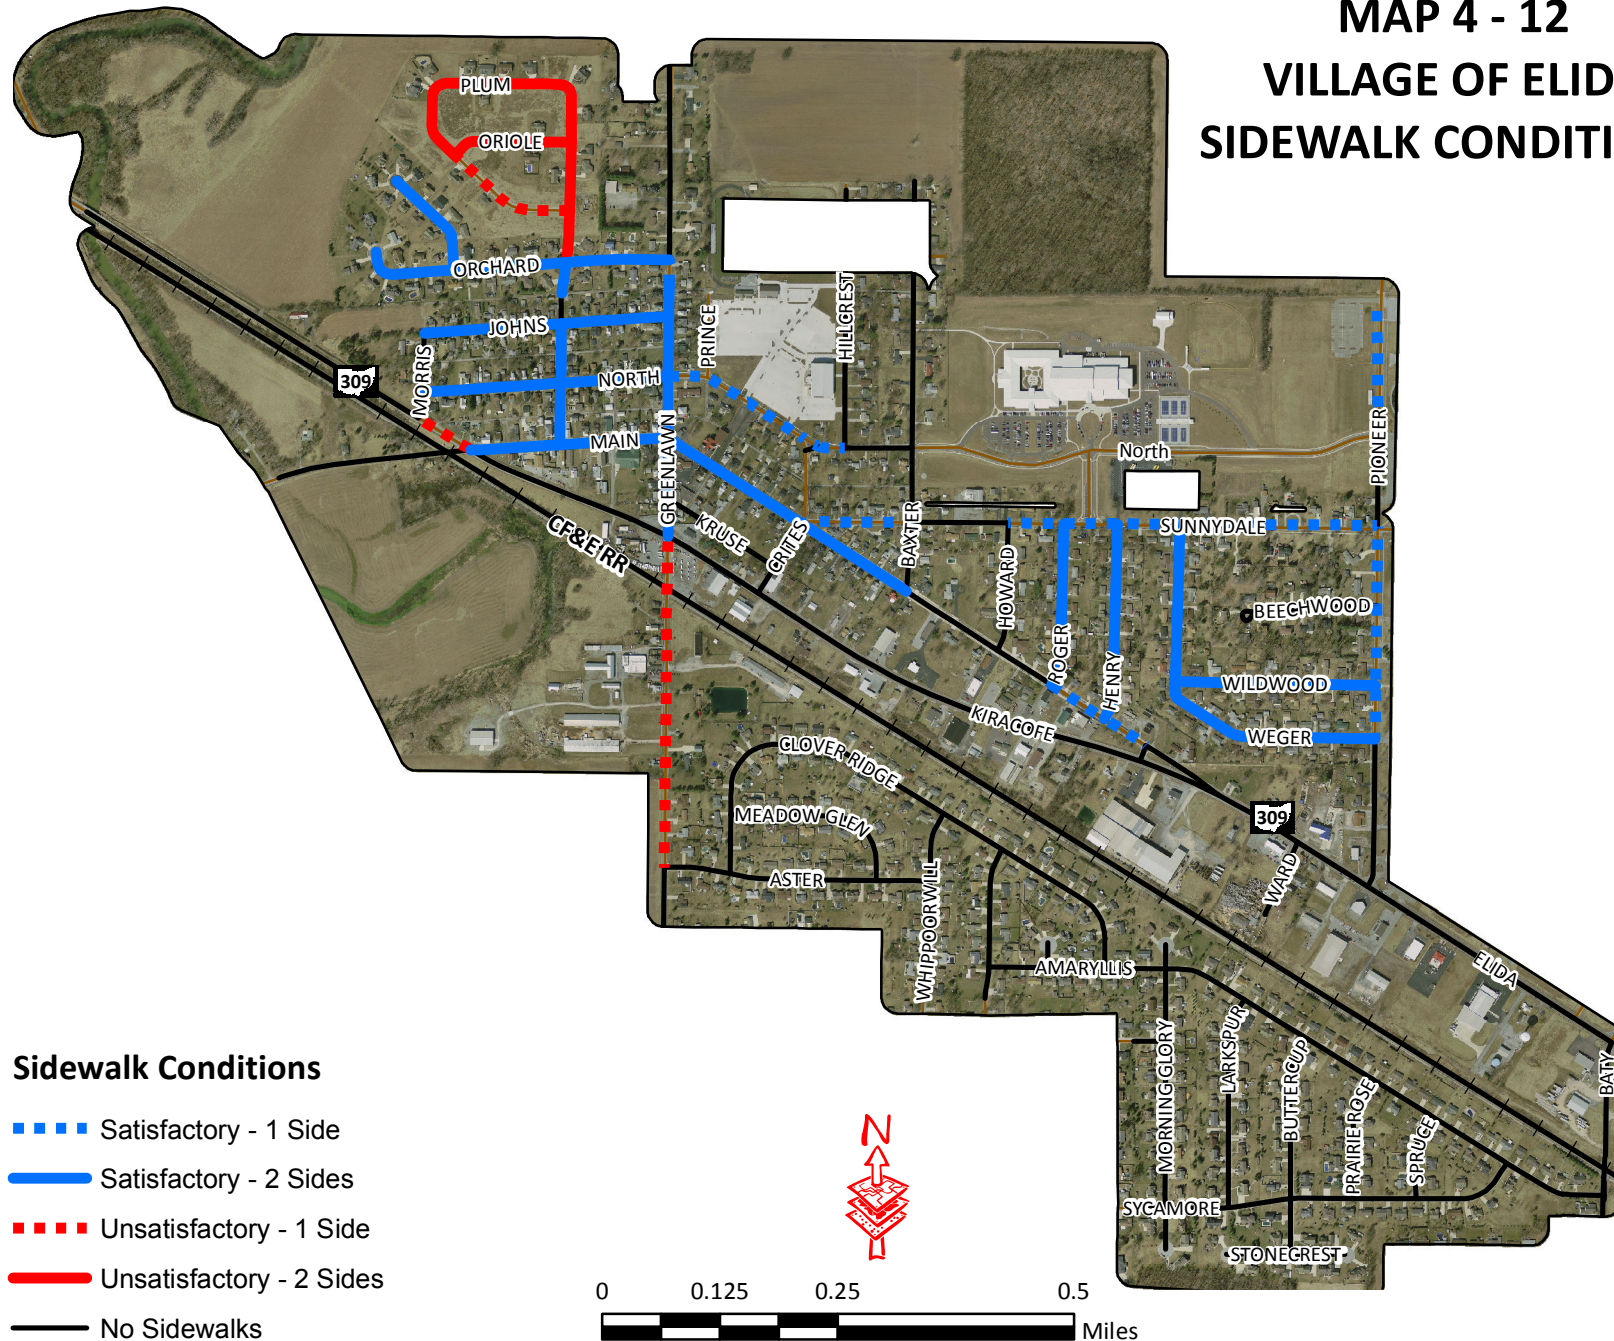 MAP 4 - 12
VILLAGE OF ELID
SIDEWALK CONDITI
PLUM
ORIOLE
ORCHARD
JOHNS
MORRIS
309
NORTH
MAIN
GREENLAWN
PRINCE
HILLCREST
North
PIONEER
SUNNYDALE
BAXTER
KRUSE
CRITES
CF&E RR
HOWARD
ROGER
HENRY
BEECHWOOD
WILDWOOD
WEGER
KIRACOFE
CLOVER RIDGE
MEADOW GLEN
ASTER
WHIPPOORWILL
309
WARD
ELIDA
AMARYLLIS
MORNING GLORY
LARKSPUR
BUTTERCUP
PRAIRIE ROSE
SPRUCE
BATY
SYCAMORE
STONECREST
Sidewalk Conditions
Satisfactory - 1 Side
Satisfactory - 2 Sides
Unsatisfactory - 1 Side
Unsatisfactory - 2 Sides
No Sidewalks
N
0 0.125 0.25 0.5
Miles